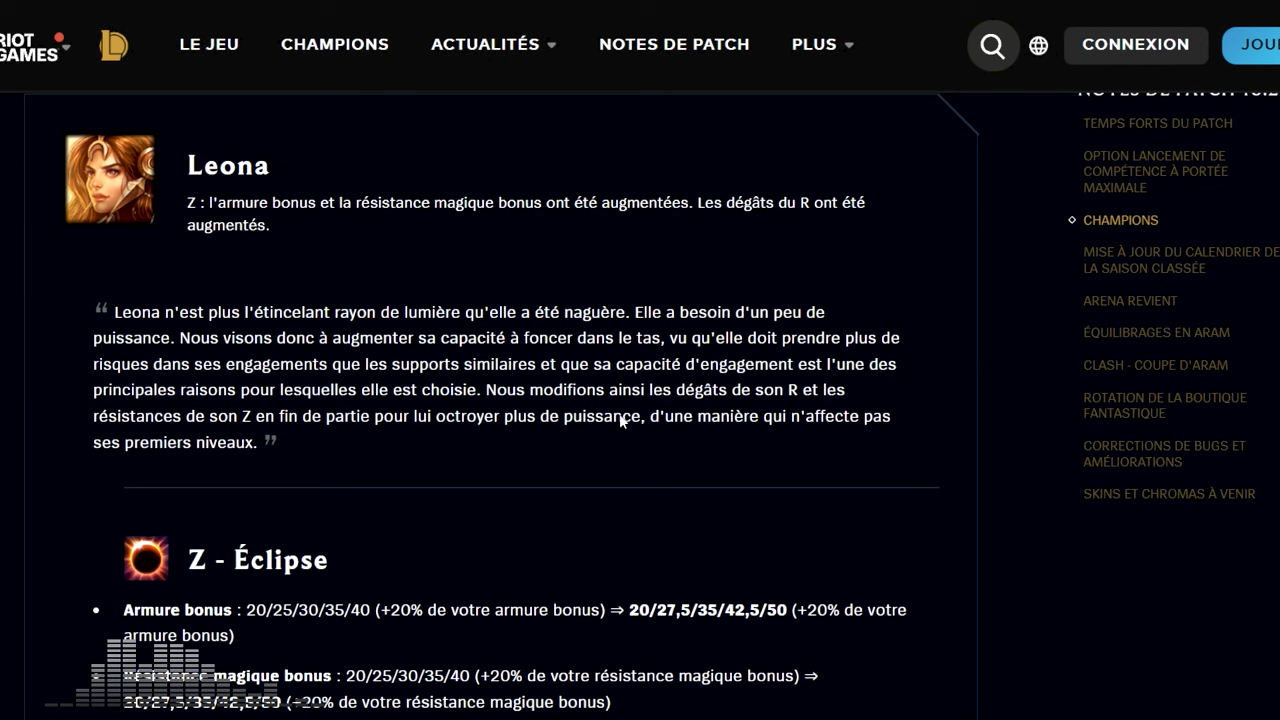 RIOT
GAMES
LE JEU
CHAMPIONS
ACTUALITÉS
NOTES DE PATCH
PLUS
CONNEXION
Leona
Z : l'armure bonus et la résistance magique bonus ont été augmentées. Les dégâts du R ont été
augmentés.
“ Leona n'est plus l'étincelant rayon de lumière qu'elle a été naguère. Elle a besoin d'un peu de
puissance. Nous visons donc à augmenter sa capacité à foncer dans le tas, vu qu'elle doit prendre plus de
risques dans ses engagements que les supports similaires et que sa capacité d'engagement est l'une des
principales raisons pour lesquelles elle est choisie. Nous modifions ainsi les dégâts de son R et les
résistances de son Z en fin de partie pour lui octroyer plus de puissance, d'une manière qui n'affecte pas
ses premiers niveaux. ”
Z - Éclipse
• Armure bonus : 20/25/30/35/40 (+20% de votre armure bonus) ⇒ 20/27,5/35/42,5/50 (+20% de votre
armure bonus)
Résistance magique bonus : 20/25/30/35/40 (+20% de votre résistance magique bonus) ⇒
20/27,5/35/42,5/50 (+20% de votre résistance magique bonus)
NOTES DE PATCH
TEMPS FORTS DU PATCH
OPTION LANCEMENT DE
COMPÉTENCE À PORTÉE
MAXIMALE
CHAMPIONS
MISE À JOUR DU CALENDRIER DE
LA SAISON CLASSÉE
ARENA REVIENT
ÉQUILIBRAGES EN ARAM
CLASH - COUPE D'ARAM
ROTATION DE LA BOUTIQUE
FANTASTIQUE
CORRECTIONS DE BUGS ET
AMÉLIORATIONS
SKINS ET CHROMAS À VENIR